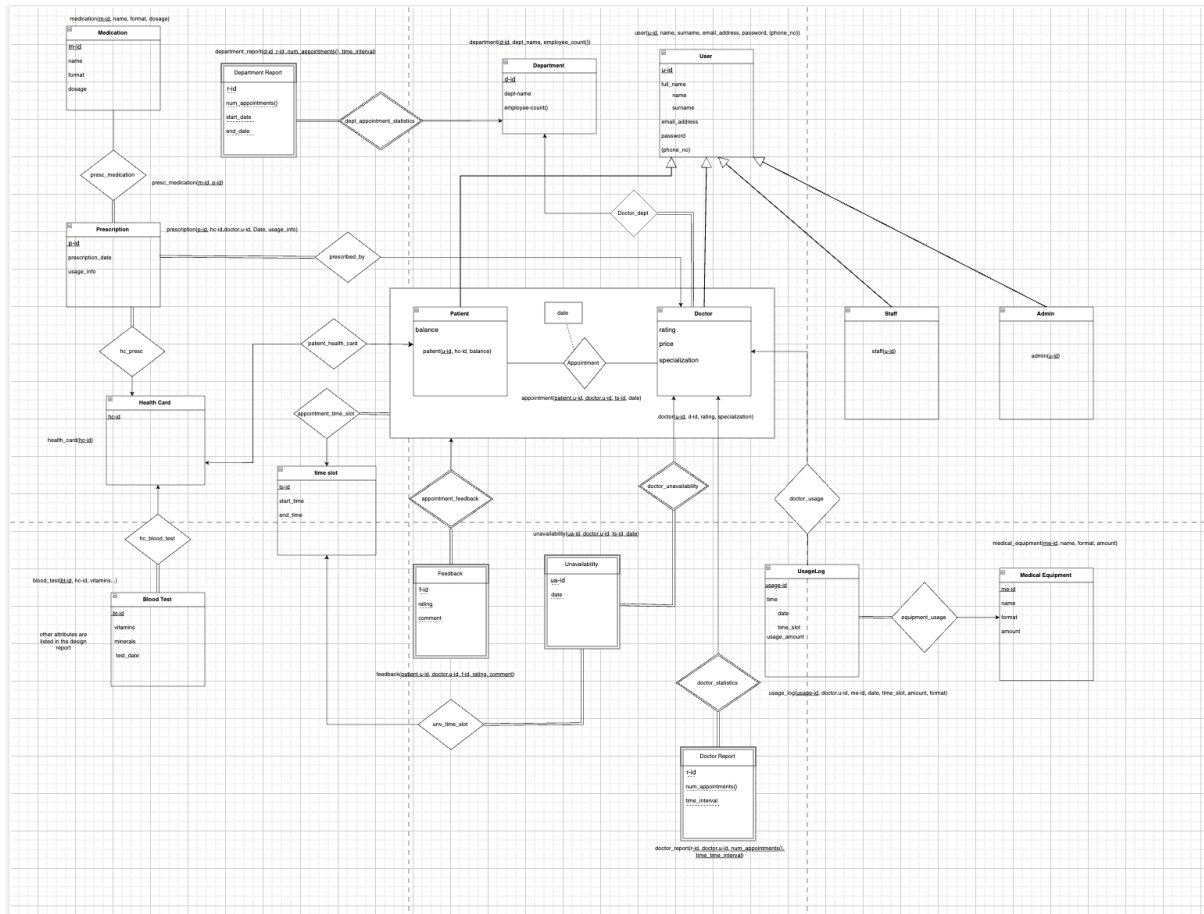 medication(m-id, name, format, dosage)
Medication
m-id
name
format
dosage
department_report(d-id, r-id, num_appointments(), time_interval)
Department Report
r-id
num_appointments()
start_date
end_date
dept_appointment_statistics
department(d-id, dept_name, employee_count())
Department
d-id
dept-name
employee-count()
user(u-id, name, surname, email_address, password, {phone_no})
User
u-id
full_name
name
surname
email_address
password
{phone_no}
presc_medication
presc_medication(m-id, p-id)
Doctor_dept
Prescription
prescription(p-id, hc-id,doctor.u-id, Date, usage_info)
p-id
prescription_date
usage_info
prescribed_by
hc_presc
patient_health_card
Patient
balance
patient(u-id, hc-id, balance)
date
Appointment
appointment(patient.u-id, doctor.u-id, ts-id, date)
Doctor
rating
price
specialization
doctor(u-id, d-id, rating, specialization)
Staff
staff(u-id)
Admin
admin(u-id)
Health Card
hc-id
health_card(hc-id)
appointment_time_slot
time slot
ts-id
start_time
end_time
appointment_feedback
doctor_unavailability
doctor_usage
hc_blood_test
unavailability(ua-id, doctor.u-id, ts-id, date)
medical_equipment(me-id, name, format, amount)
blood_test(bt-id, hc-id, vitamins...)
Blood Test
bt-id
vitamins
minerals
test_date
other attributes are
listed in the design
report
Feedback
f-id
rating
comment
feedback(patient.u-id, doctor.u-id, f-id, rating, comment)
Unavailability
ua-id
date
UsageLog
usage-id
time
date
time_slot
usage_amount
equipment_usage
Medical Equipment
me-id
name
format
amount
doctor_statistics
usage_log(usage-id, doctor.u-id, me-id, date, time_slot, amount, format)
unv_time_slot
Doctor Report
r-id
num_appointments()
time_interval
doctor_report(r-id, doctor.u-id, num_appointments(),
time_time_interval)